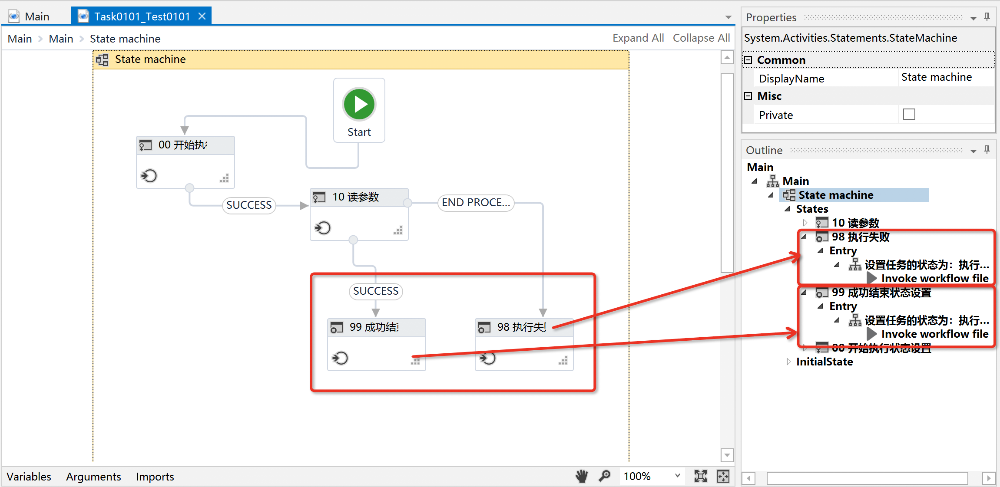 Main
Task0101_Test0101
Main
Main
State machine
Expand All
Collapse All
State machine
Start
00 开始执
SUCCESS
10 读参数
END PROCE...
SUCCESS
99 成功结
98 执行失
Variables
Arguments
Imports
100%
Properties
System.Activities.Statements.StateMachine
Common
DisplayName
State machine
Misc
Private
Outline
Main
Main
State machine
States
10 读参数
98 执行失败
Entry
设置任务的状态为：执行...
Invoke workflow file
99 成功结束状态设置
Entry
设置任务的状态为：执行...
Invoke workflow file
00 开始执行状态设置
InitialState